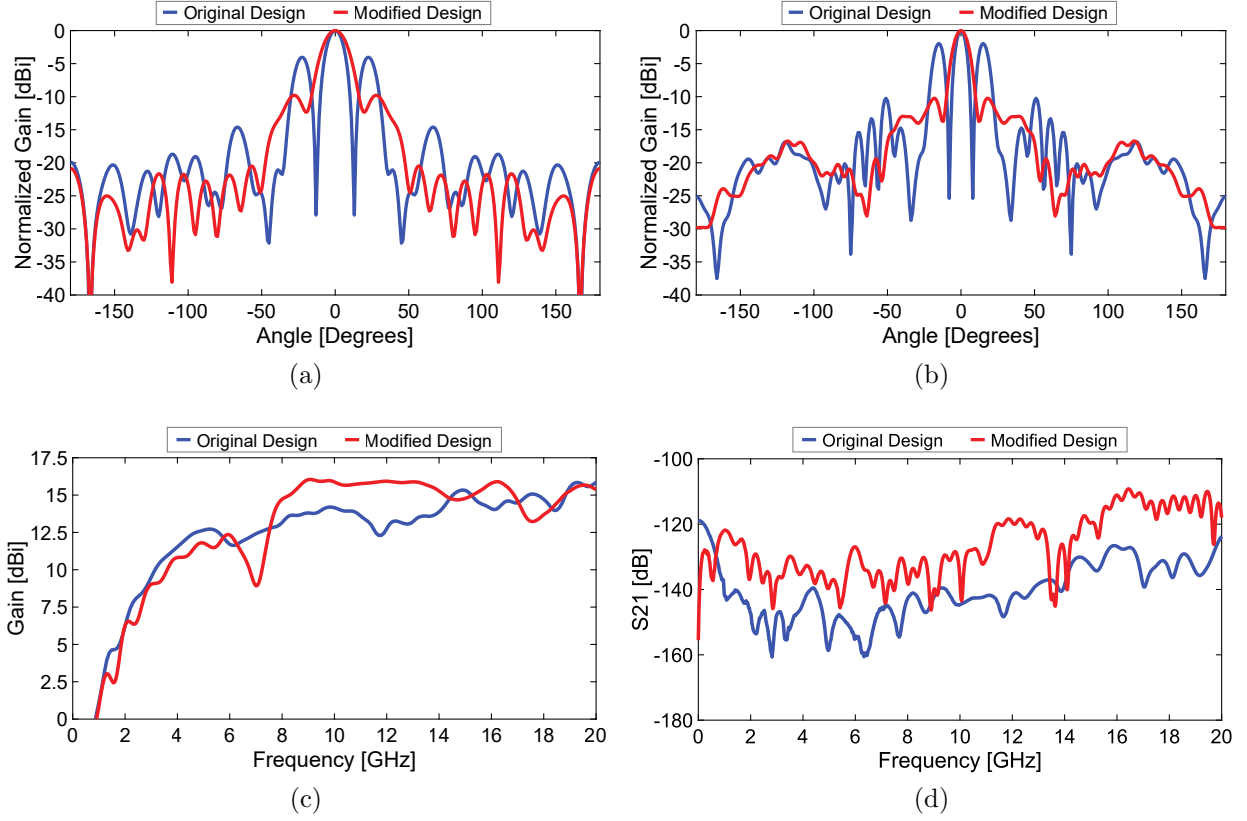 Original Design Modified Design
Normalized Gain [dBi]
0
-5
-10
-15
-20
-25
-30
-35
-40
-150 -100 -50 0 50 100 150
Angle [Degrees]
(a)
Original Design Modified Design
Normalized Gain [dBi]
0
-5
-10
-15
-20
-25
-30
-35
-40
-150 -100 -50 0 50 100 150
Angle [Degrees]
(b)
Original Design Modified Design
Gain [dBi]
17.5
15
12.5
10
7.5
5
2.5
0
0 2 4 6 8 10 12 14 16 18 20
Frequency [GHz]
(c)
Original Design Modified Design
S21 [dB]
-100
-120
-140
-160
-180
0 2 4 6 8 10 12 14 16 18 20
Frequency [GHz]
(d)